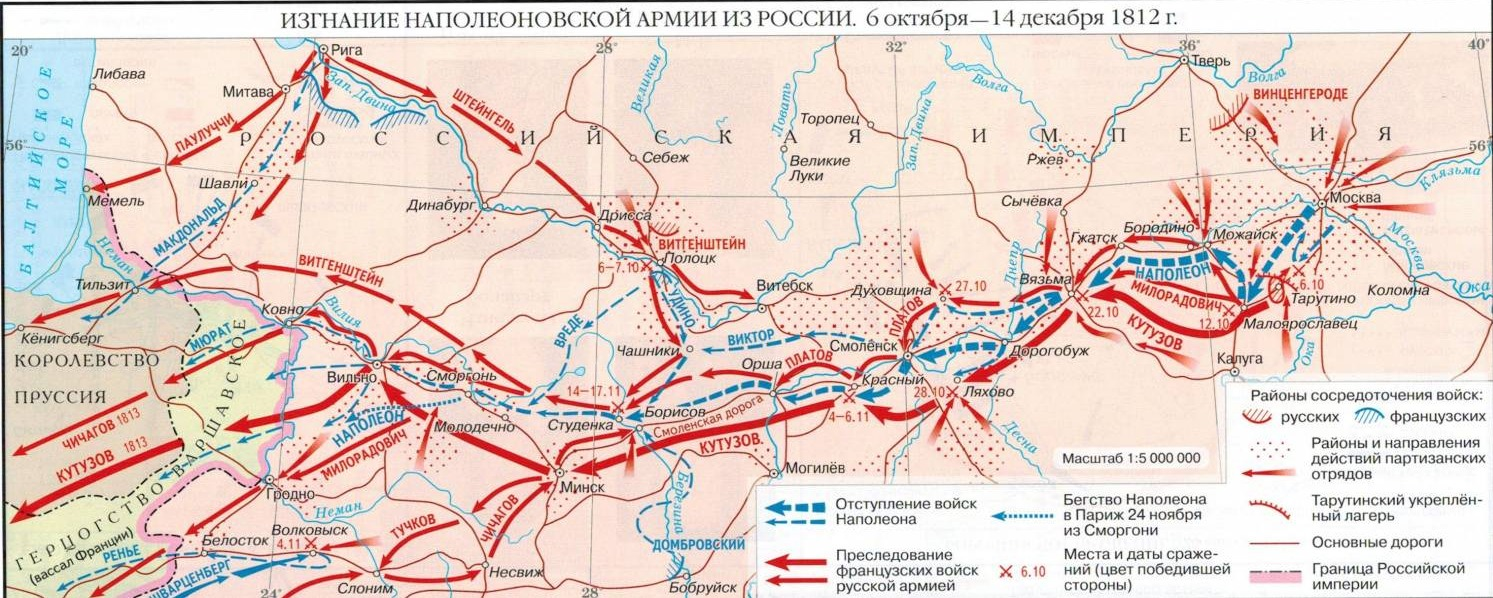 ИЗГНАНИЕ НАПОЛЕОНОВСКОЙ АРМИИ ИЗ РОССИИ. 6 октября—14 декабря 1812 г.
20°
28°
32°
36°
40°
Рига
Либава
Митава
Зап. Двина
ШТЕЙНГЕЛЬ
Великая
Ловать
Зап. Двина
Волга
Тверь
Волга
ВИНЦЕНГЕРОДЕ
Торопец
ПАУЛУЧЧИ
РОССИЙСКАЯ ИМПЕРИЯ
БАЛТИЙСКОЕ
МОРЕ
56°
56°
Себеж
Великие
Луки
Ржев
Клязьма
Шавли
Мемель
Динабург
Дрисса
Сычёвка
Москва
МАКДОНАЛЬД
Неман
ВИТГЕНШТЕЙН
Полоцк
6–7.10
Гжатск
Бородино
Можайск
Москва
Днепр
НАПОЛЕОН
ВИТГЕНШТЕЙН
Тильзит
УДИНО
Витебск
Духовщина
27.10
Вязьма
МИЛОРАДОВИЧ
6.10
Тарутино
Коломна
Ока
Ковно
Вилия
ВРЕДЕ
ПЛАТОВ
22.10
КУТУЗОВ
12.10
Малоярославец
Кёнигсберг
МЮРАТ
КОРОЛЕВСТВО
ПРУССИЯ
Чашники
ВИКТОР
Смоленск
Дорогобуж
Калуга
Ока
Вильно
Сморгонь
Орша
ПЛАТОВ
Красный
28.10
Ляхово
14–17.11
Борисов
Смоленская дорога
4–6.11
Десна
ЧИЧАГОВ 1813
КУТУЗОВ 1813
НАПОЛЕОН
МИЛОРАДОВИЧ
Молодечно
Студенка
КУТУЗОВ.
Масштаб 1:5 000 000
ГЕРЦОГСТВО ВАРШАВСКОЕ
(вассал Франции)
Гродно
Минск
Могилёв
Неман
Березина
ЧИЧАГОВ
ТУЧКОВ
Волковыск
4.11
Белосток
РЕНЬЕ
ШВАРЦЕНБЕРГ
ДОМБРОВСКИЙ
Слоним
Несвиж
Бобруйск
24°
28°
Районы сосредоточения войск:
русских
французских
Районы и направления
действий партизанских
отрядов
Тарутинский укреплён-
ный лагерь
Основные дороги
Граница Российской
империи
Отступление войск
Наполеона
Преследование
французских войск
русской армией
Бегство Наполеона
в Париж 24 ноября
из Сморгони
6.10
Места и даты сраже-
ний (цвет победившей
стороны)